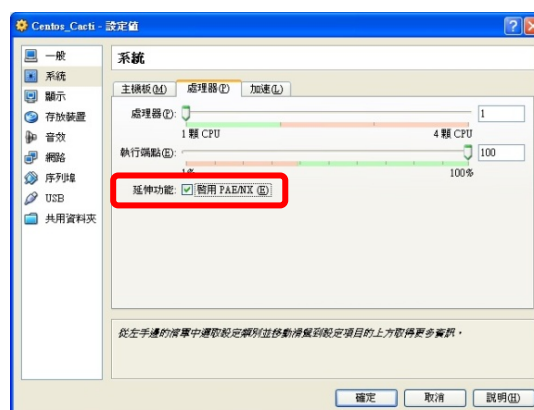 Centos_Cacti - 設定值
一般
系統
顯示
存放裝置
音效
網路
序列埠
USB
共用資料夾
系統
主機板(M) 處理器(P) 加速(L)
處理器(P): 1
1 顆 CPU 4 顆 CPU
執行端點(E): 100
1% 100%
延伸功能: 啓用 PAE/NX (E)
從左手邊的清單中選取設定類別並移動滑鼠到設定項目的上方取得更多資訊。
確定 取消 説明(H)